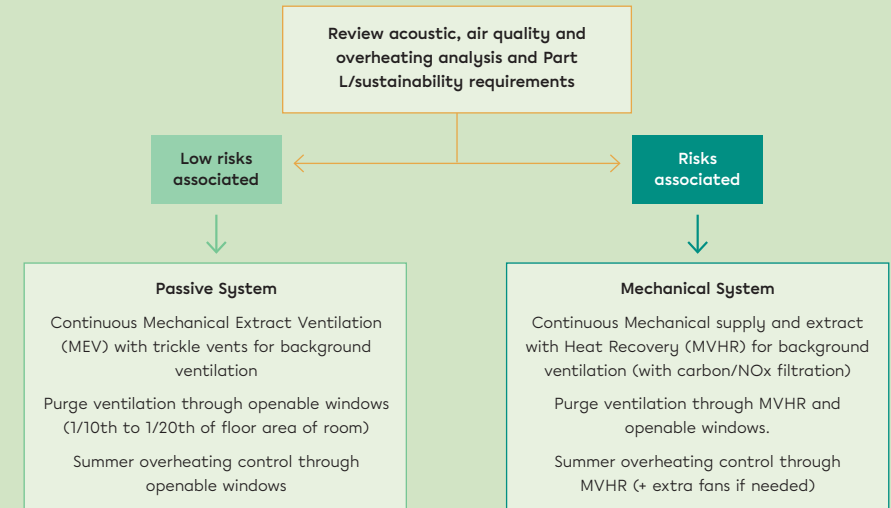 Review acoustic, air quality and
overheating analysis and Part
L/sustainability requirements
Low risks
associated
Risks
associated
Passive System
Continuous Mechanical Extract Ventilation
(MEV) with trickle vents for background
ventilation
Purge ventilation through openable windows
(1/10th to 1/20th of floor area of room)
Summer overheating control through
openable windows
Mechanical System
Continuous Mechanical supply and extract
with Heat Recovery (MVHR) for background
ventilation (with carbon/NOx filtration)
Purge ventilation through MVHR and
openable windows.
Summer overheating control through
MVHR (+ extra fans if needed)